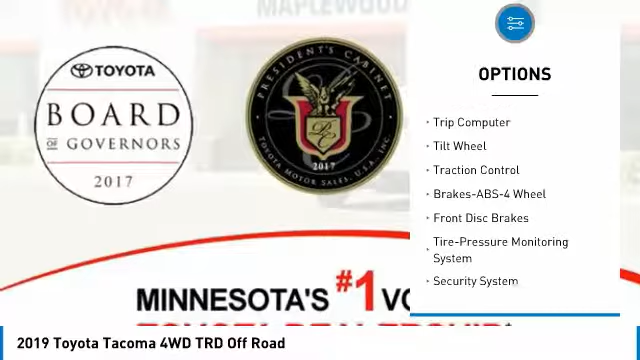 MAPLEWOOD
TOYOTA
BOARD
OF GOVERNORS
2017
PRESIDENT'S CABINET
2017
TOYOTA MOTOR SALES, U.S.A., INC.
OPTIONS
Trip Computer
Tilt Wheel
Traction Control
Brakes-ABS-4 Wheel
Front Disc Brakes
Tire-Pressure Monitoring
System
Security System
MINNESOTA'S #1 VO
2019 Toyota Tacoma 4WD TRD Off Road